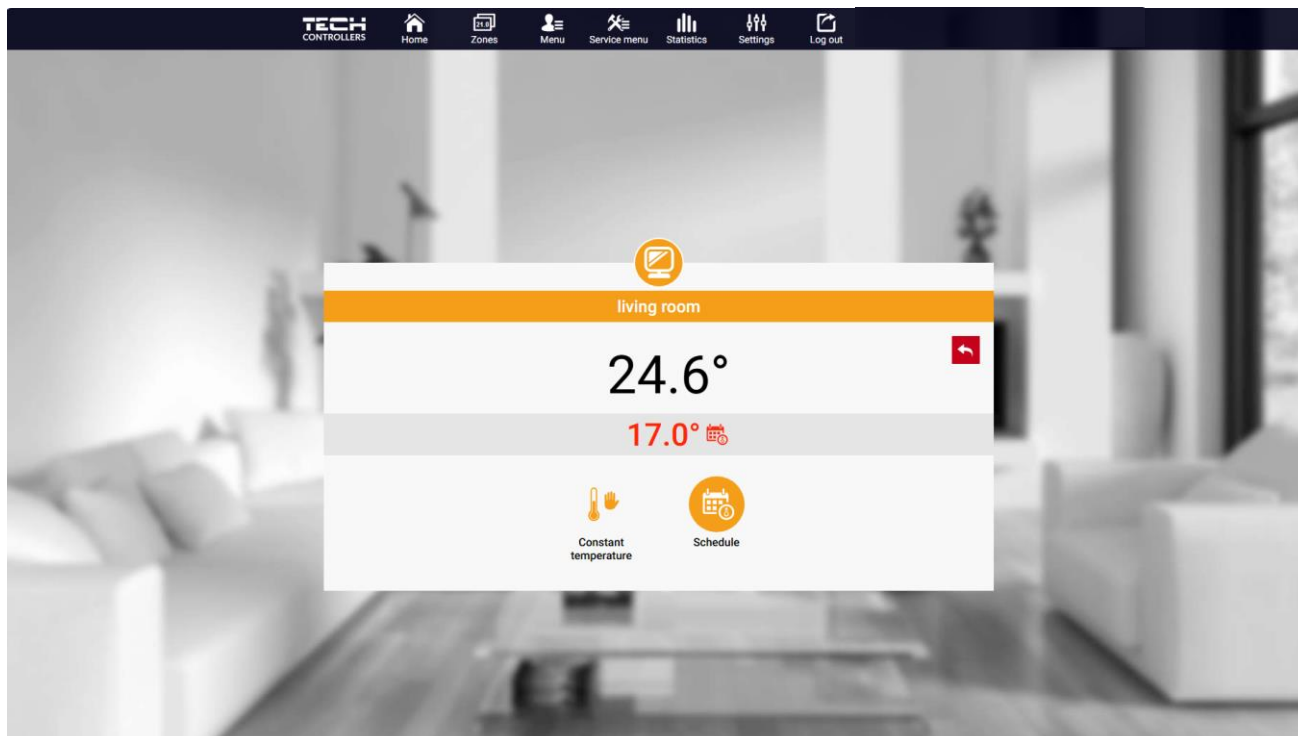 TECH
CONTROLLERS
Home
21.0
Zones
Menu
Service menu
Statistics
Settings
Log out
living room
24.6°
17.0°
Constant
temperature
Schedule